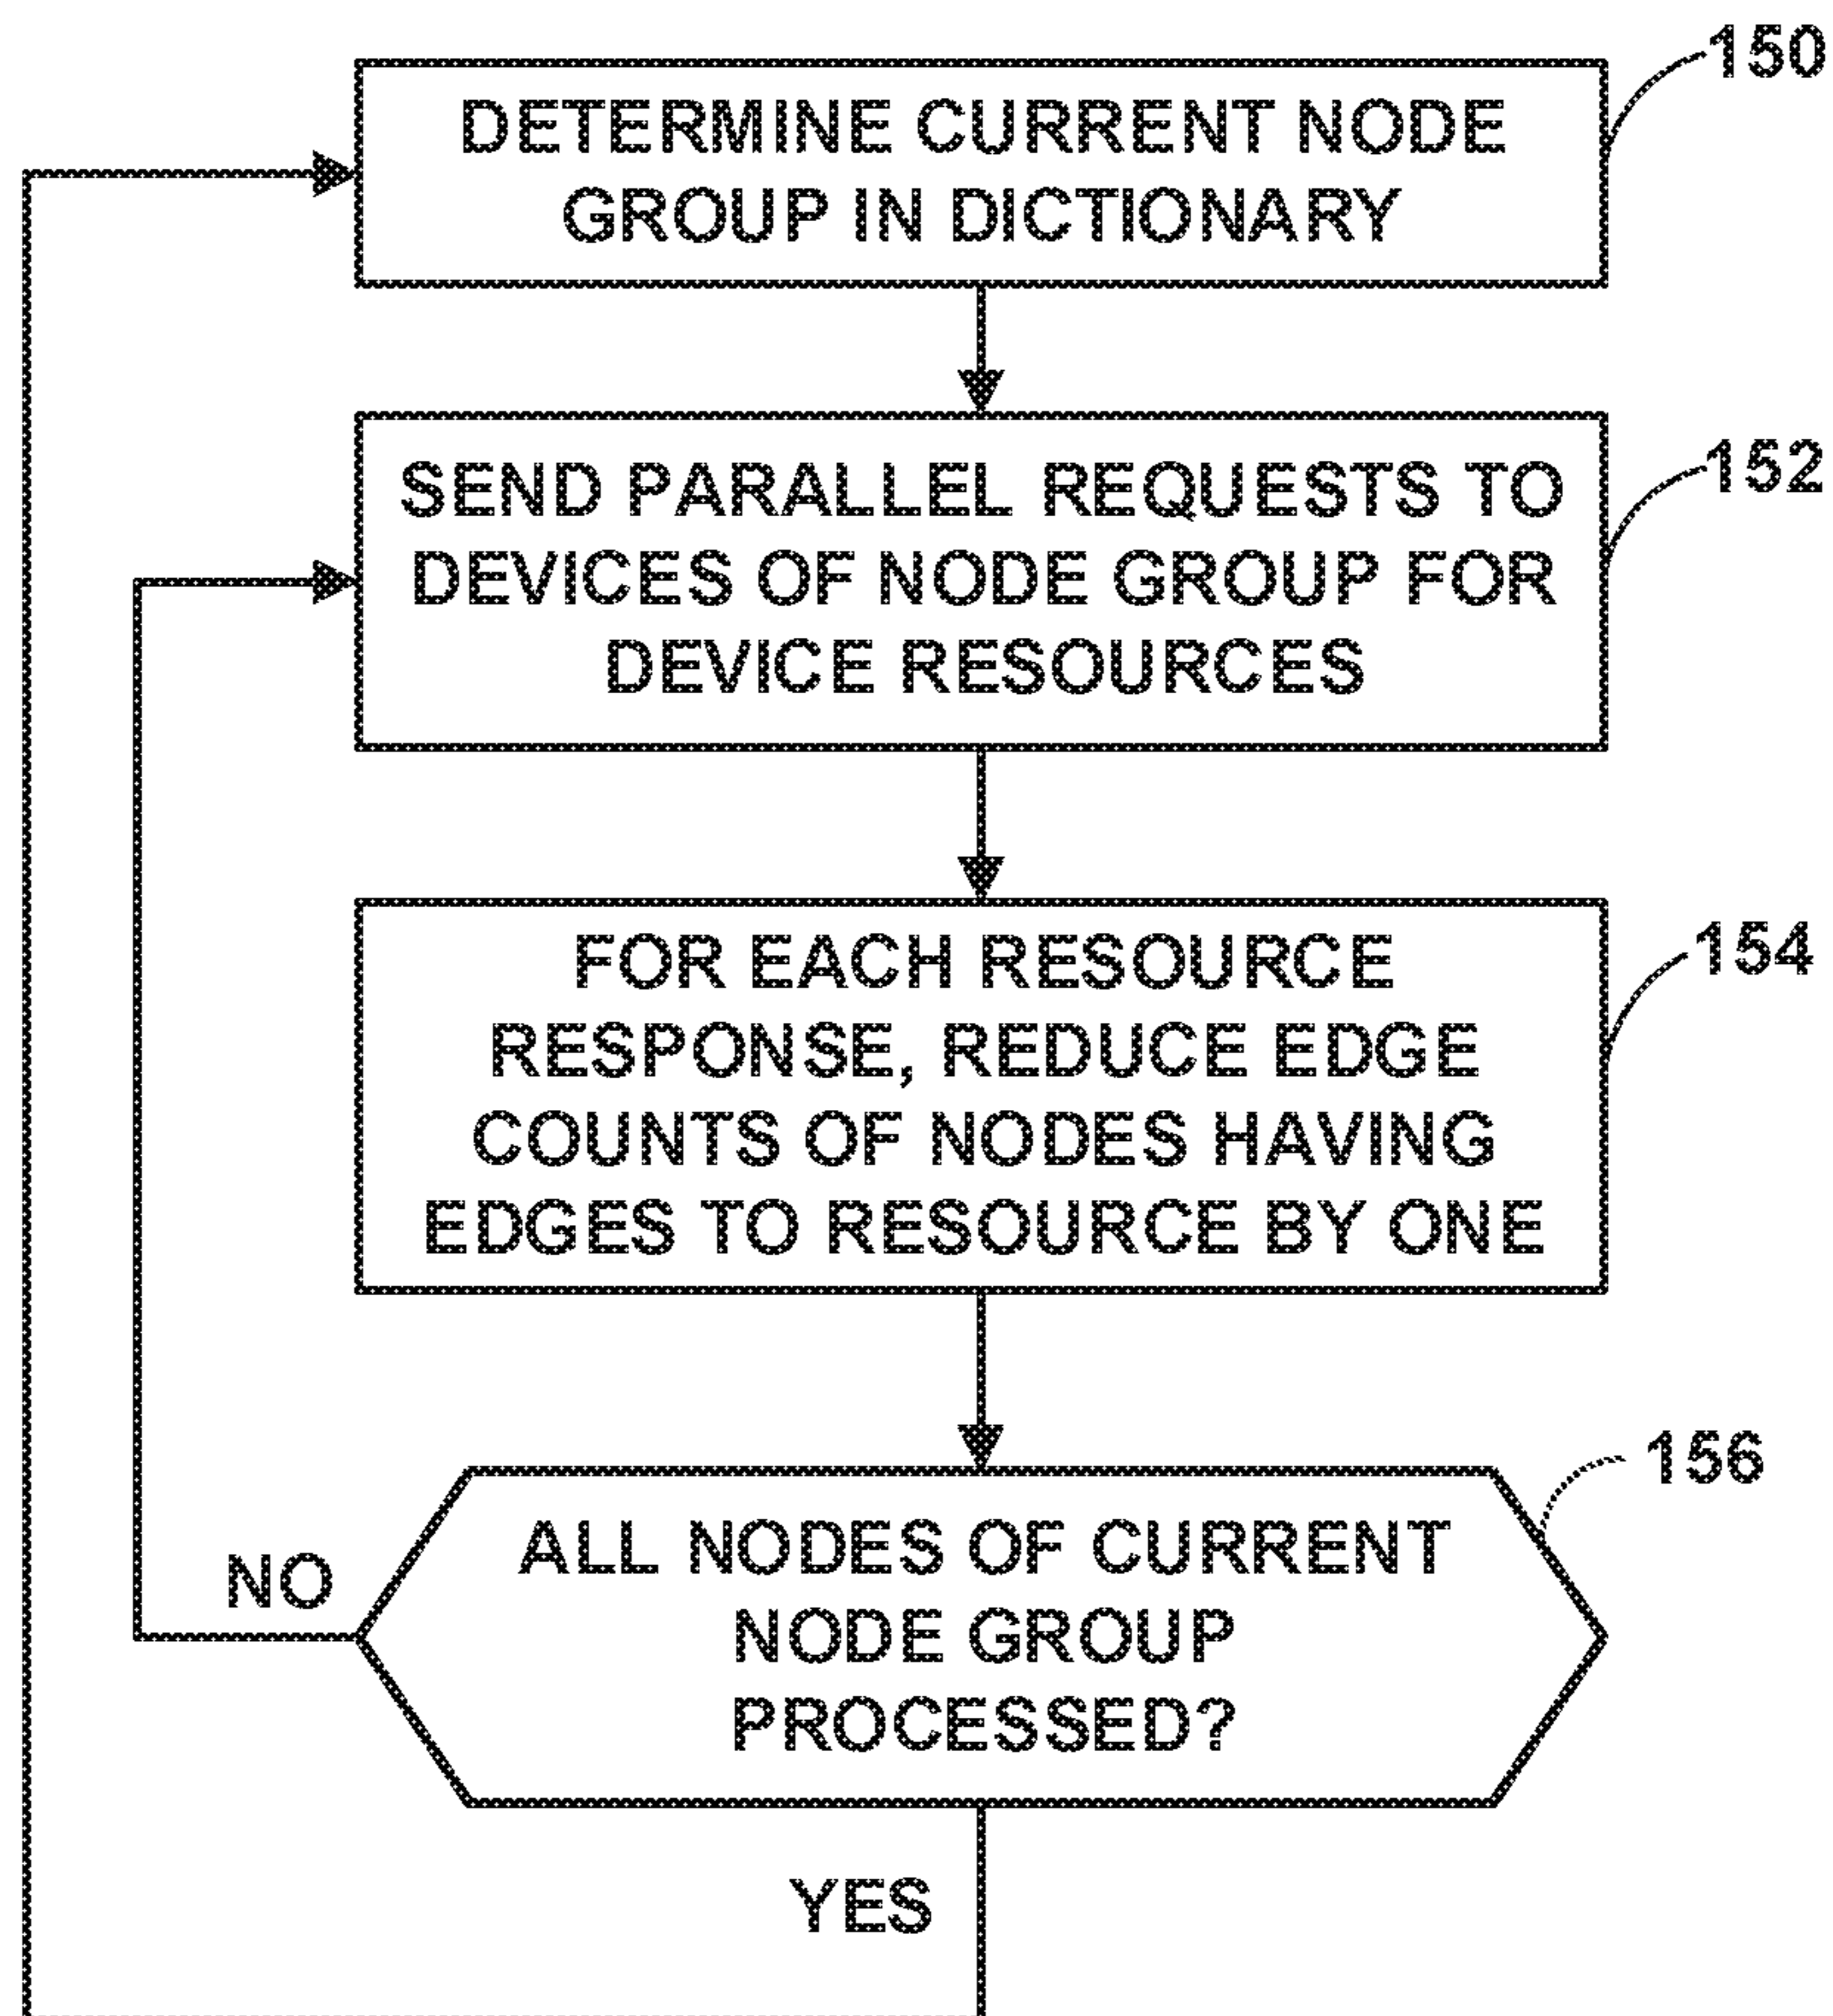 150
DETERMINE CURRENT NODE
GROUP IN DICTIONARY
152
SEND PARALLEL REQUESTS TO
DEVICES OF NODE GROUP FOR
DEVICE RESOURCES
154
FOR EACH RESOURCE
RESPONSE, REDUCE EDGE
COUNTS OF NODES HAVING
EDGES TO RESOURCE BY ONE
156
ALL NODES OF CURRENT
NODE GROUP
PROCESSED?
NO
YES